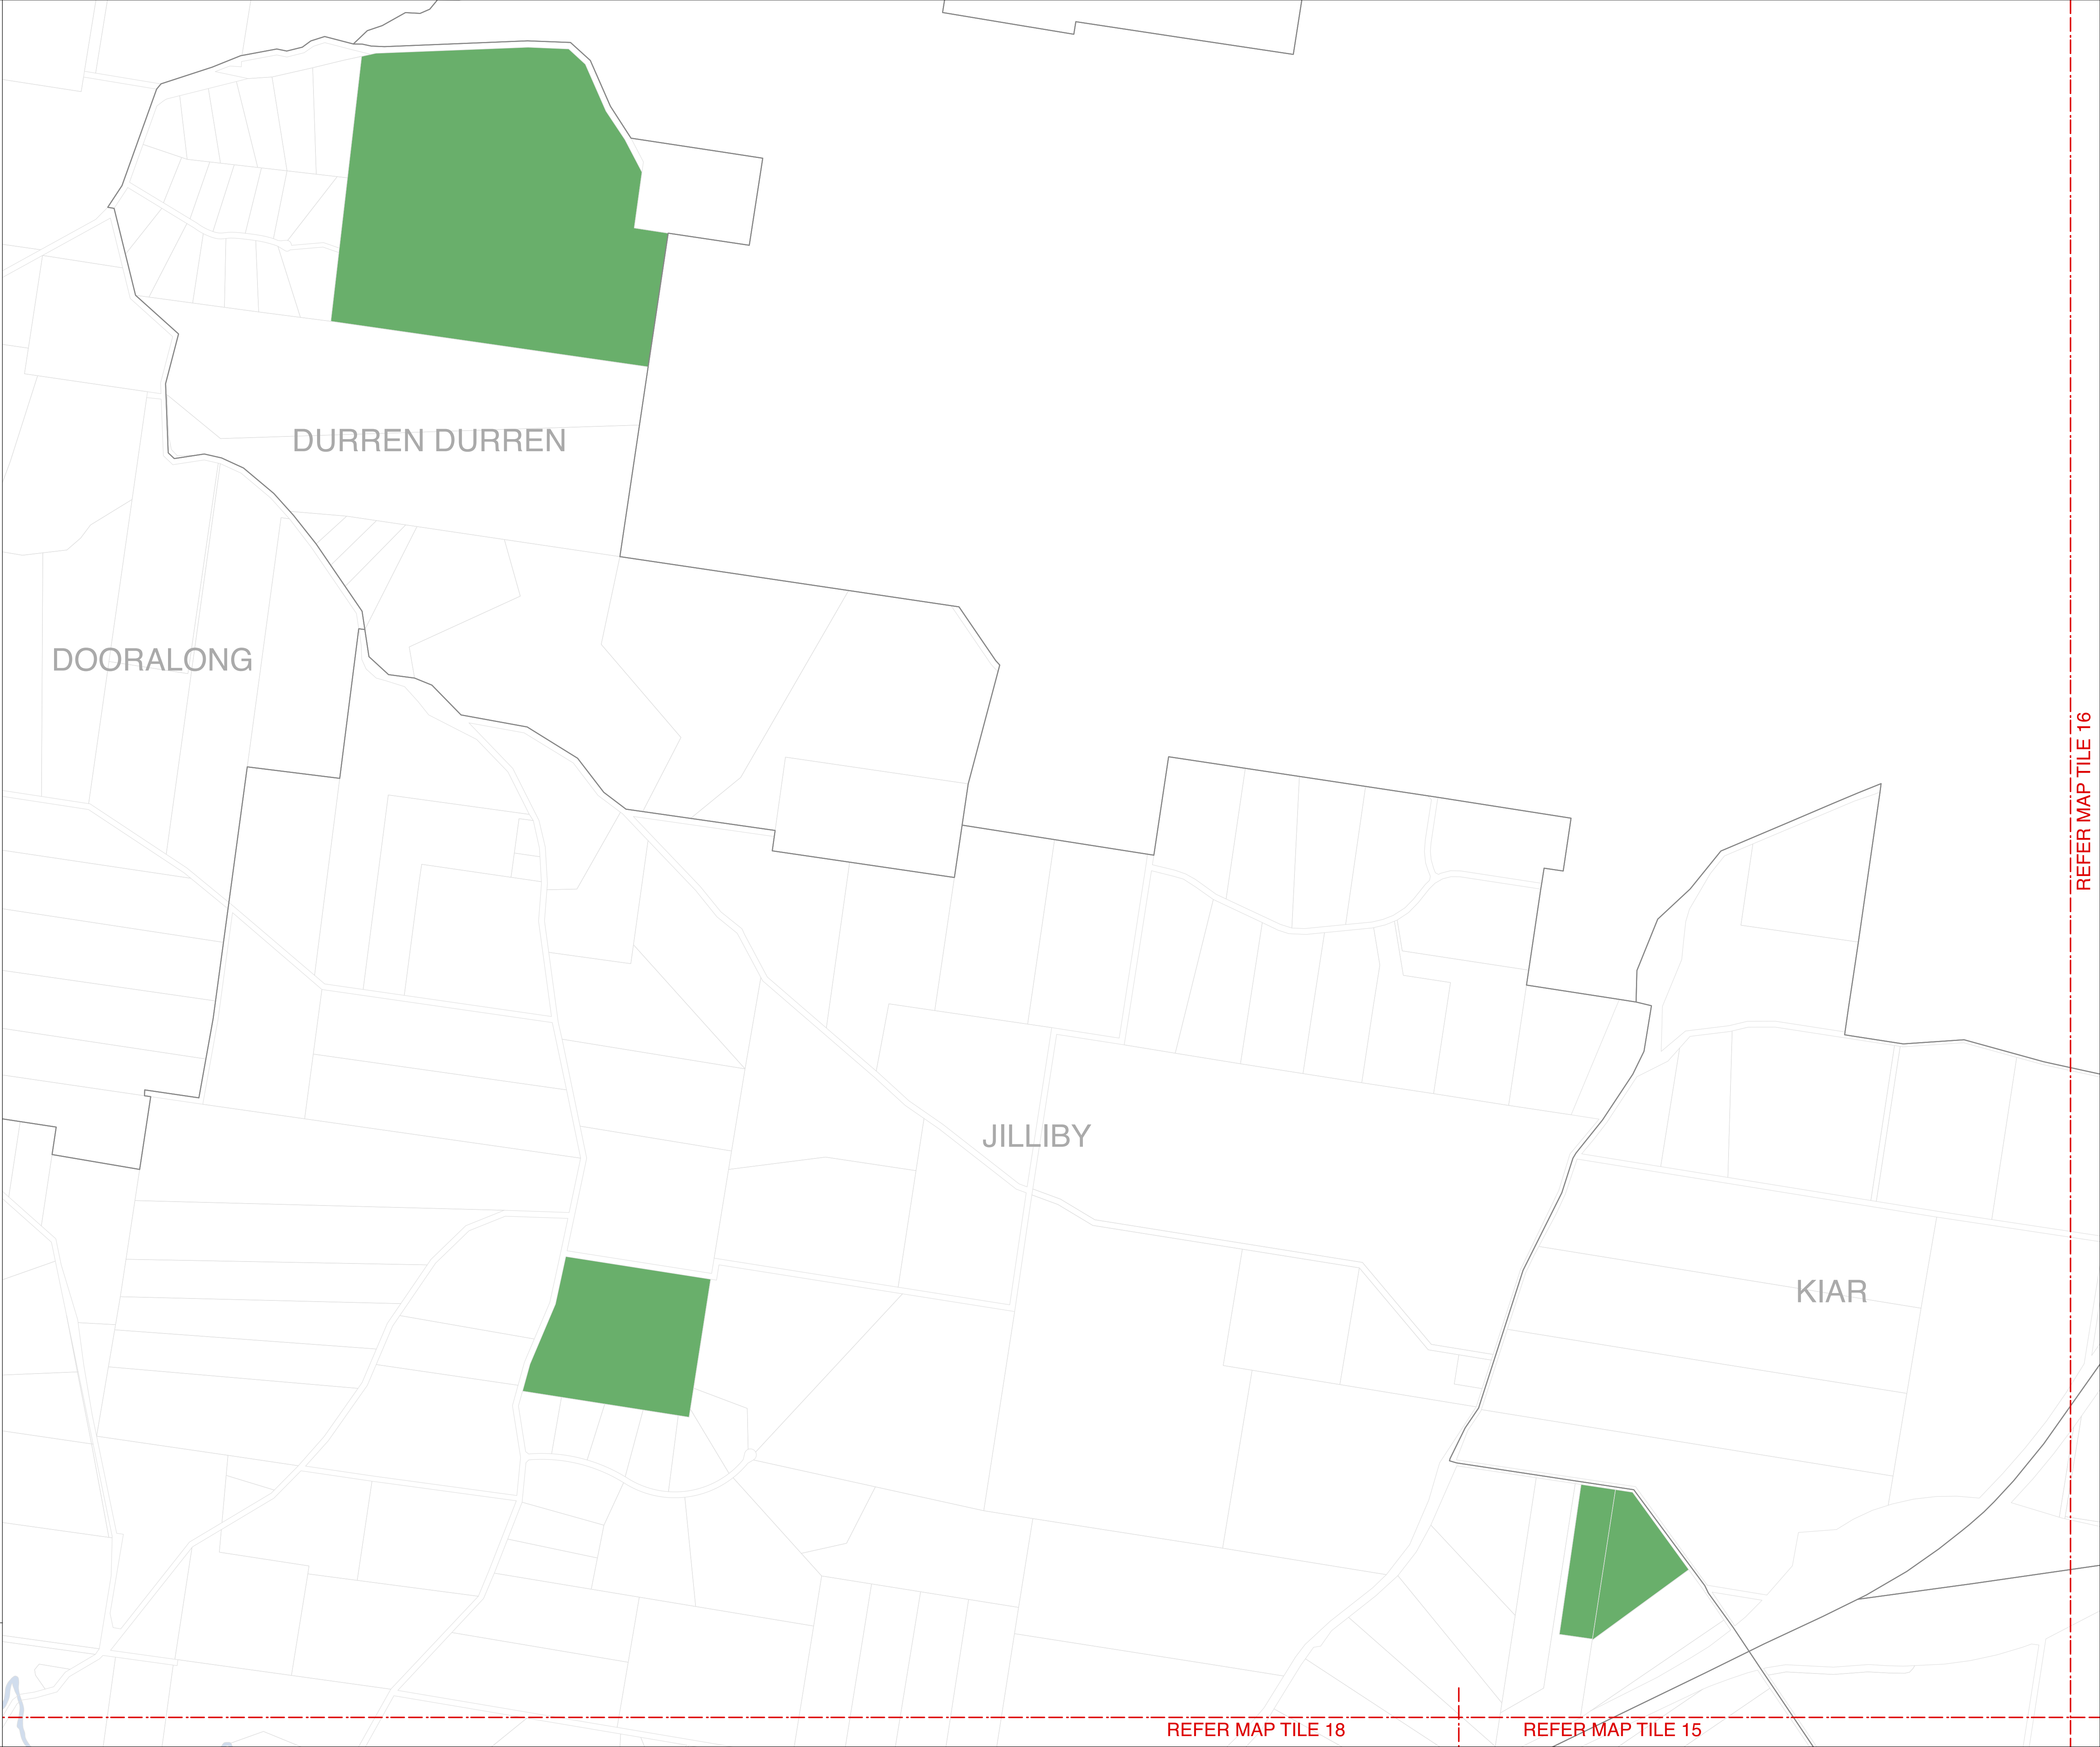 DURREN DURREN
DOORALONG
REFER MAP TILE 16
JILLIBY
KIAR
REFER MAP TILE 18
REFER MAP TILE 15